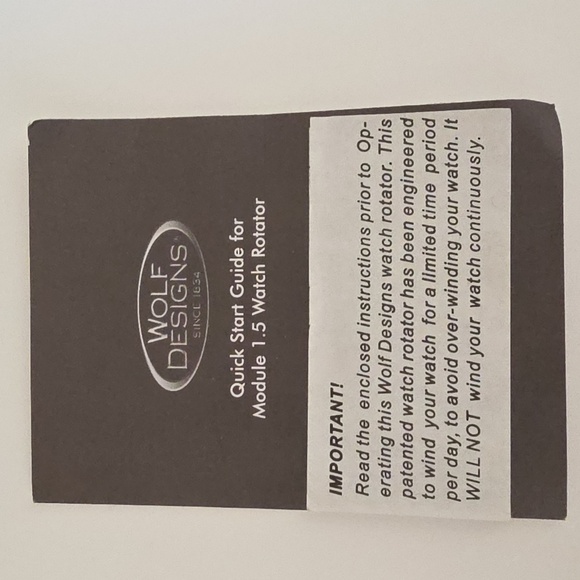 WOLF
DESIGNS
SINCE 1834
Quick Start Guide for
Module 1.5 Watch Rotator
IMPORTANT!
Read the enclosed instructions prior to Op-
erating this Wolf Designs watch rotator. This
patented watch rotator has been engineered
to wind your watch for a limited time period
per day, to avoid over-winding your watch. It
WILL NOT wind your watch continuously.